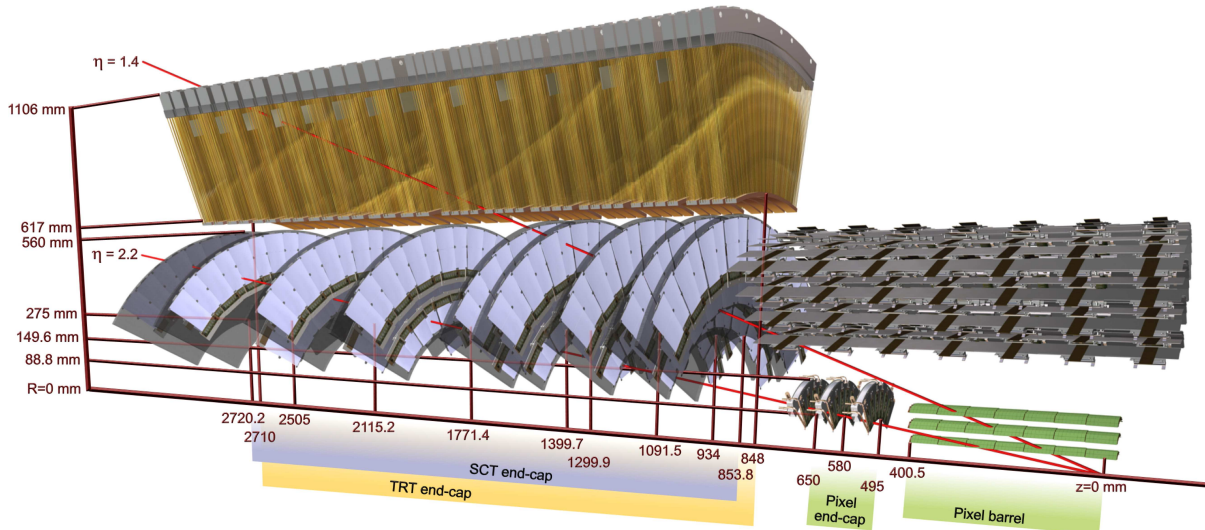 η = 1.4
1106 mm
617 mm
560 mm
η = 2.2
275 mm
149.6 mm
88.8 mm
R=0 mm
2720.2
2710
2505
2115.2
1771.4
1399.7
1299.9
1091.5
934
853.8
848
650
580
495
400.5
z=0 mm
SCT end-cap
TRT end-cap
Pixel
end-cap
Pixel barrel